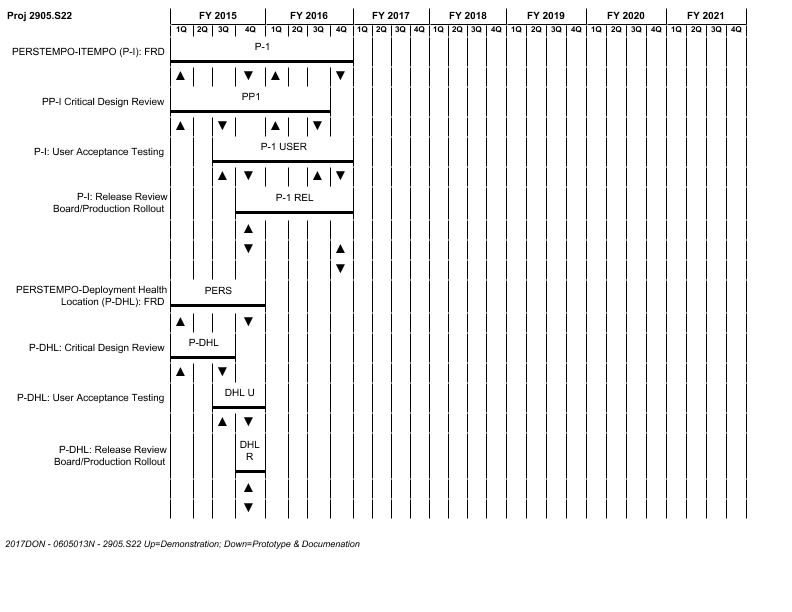 Proj 2905.S22 FY 2015 FY 2016 FY 2017 FY 2018 FY 2019 FY 2020 FY 2021
1Q 2Q 3Q 4Q 1Q 2Q 3Q 4Q 1Q 2Q 3Q 4Q 1Q 2Q 3Q 4Q 1Q 2Q 3Q 4Q 1Q 2Q 3Q 4Q 1Q 2Q 3Q 4Q
PERSTEMPO-ITEMPO (P-I): FRD P-1
PP-I Critical Design Review PP1
P-I: User Acceptance Testing P-1 USER
P-I: Release Review P-1 REL
Board/Production Rollout
PERSTEMPO-Deployment Health PERS
Location (P-DHL): FRD
P-DHL: Critical Design Review P-DHL
P-DHL: User Acceptance Testing DHL U
P-DHL: Release Review DHL
Board/Production Rollout R
2017DON - 0605013N - 2905.S22 Up=Demonstration; Down=Prototype & Documenation